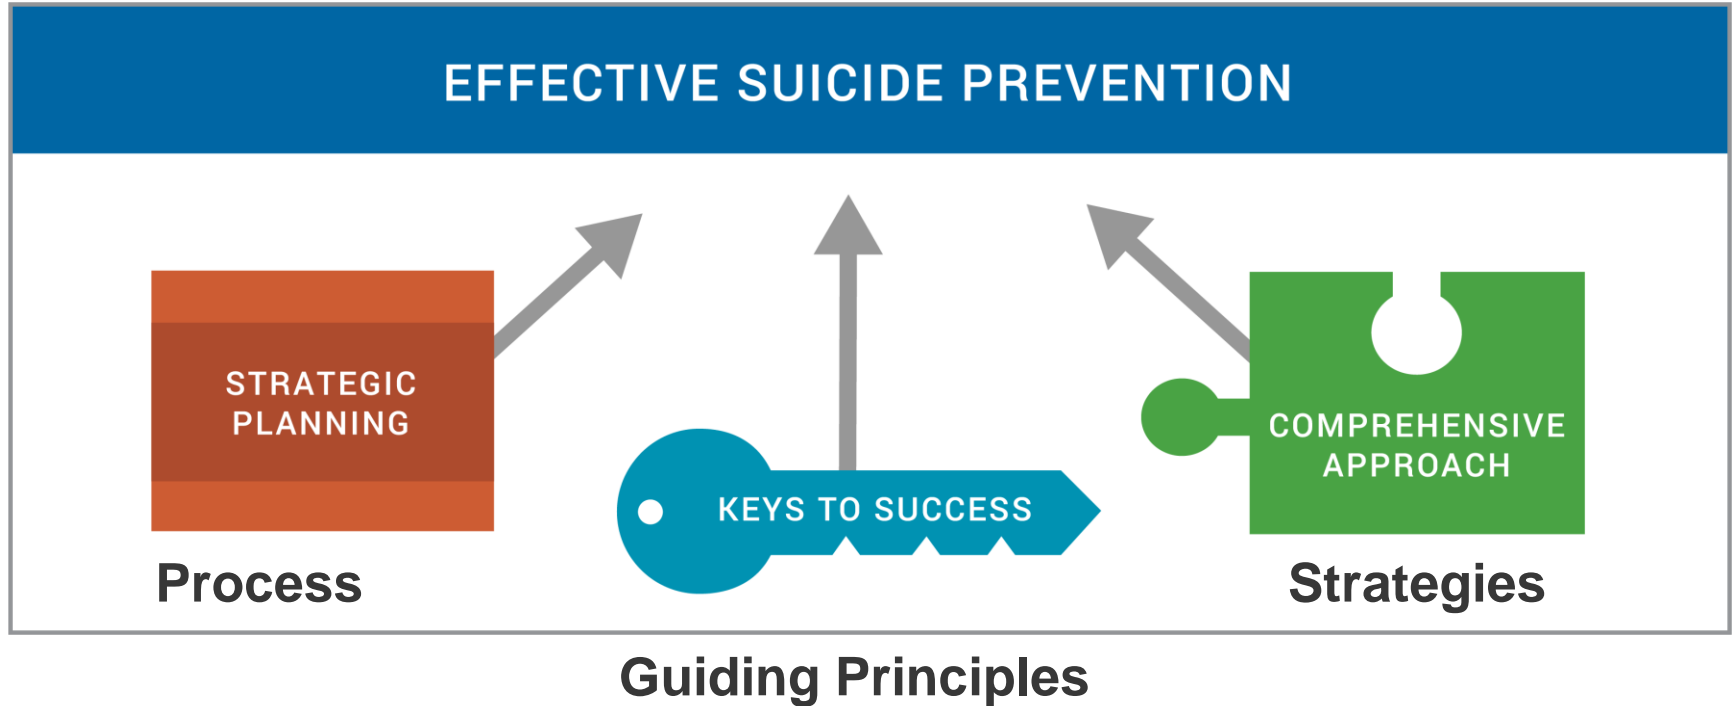 EFFECTIVE SUICIDE PREVENTION
STRATEGIC
PLANNING
Process
KEYS TO SUCCESS
Guiding Principles
COMPREHENSIVE
APPROACH
Strategies